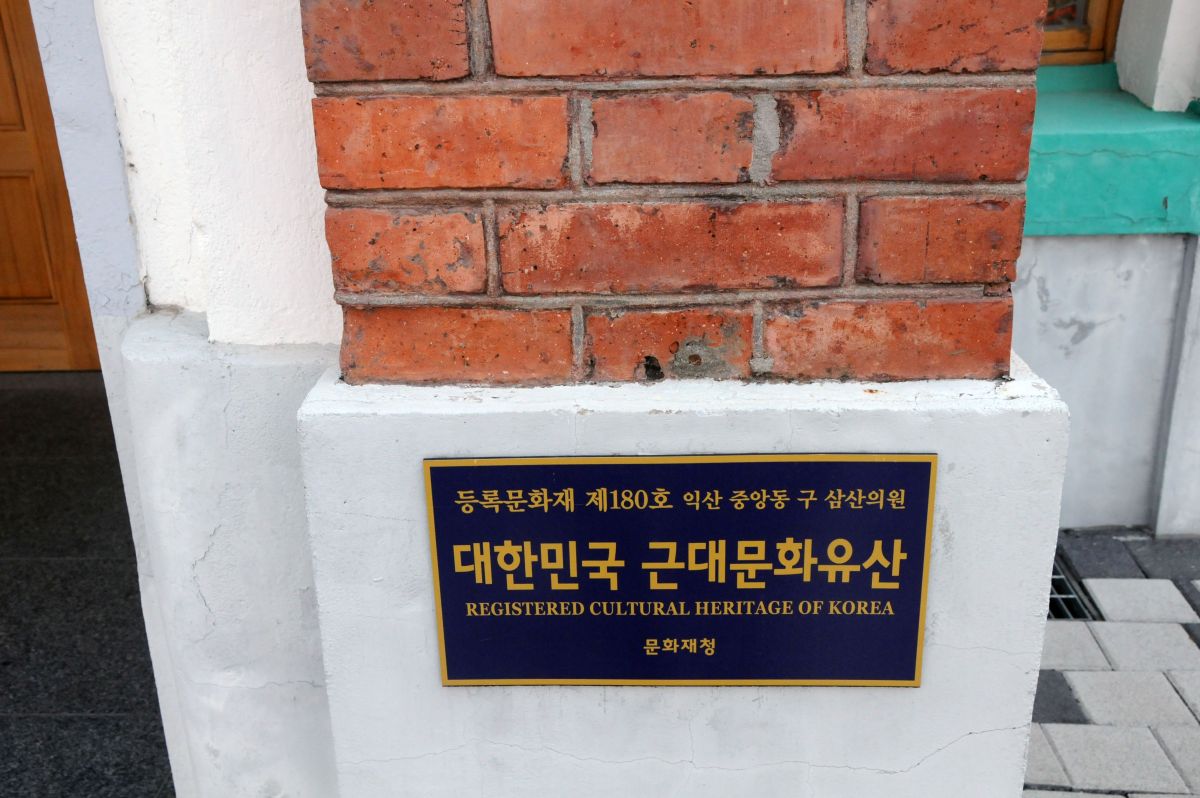 등록문화재 제180호 익산 중앙동 구 삼산의원
대한민국 근대문화유산
REGISTERED CULTURAL HERITAGE OF KOREA
문화재청